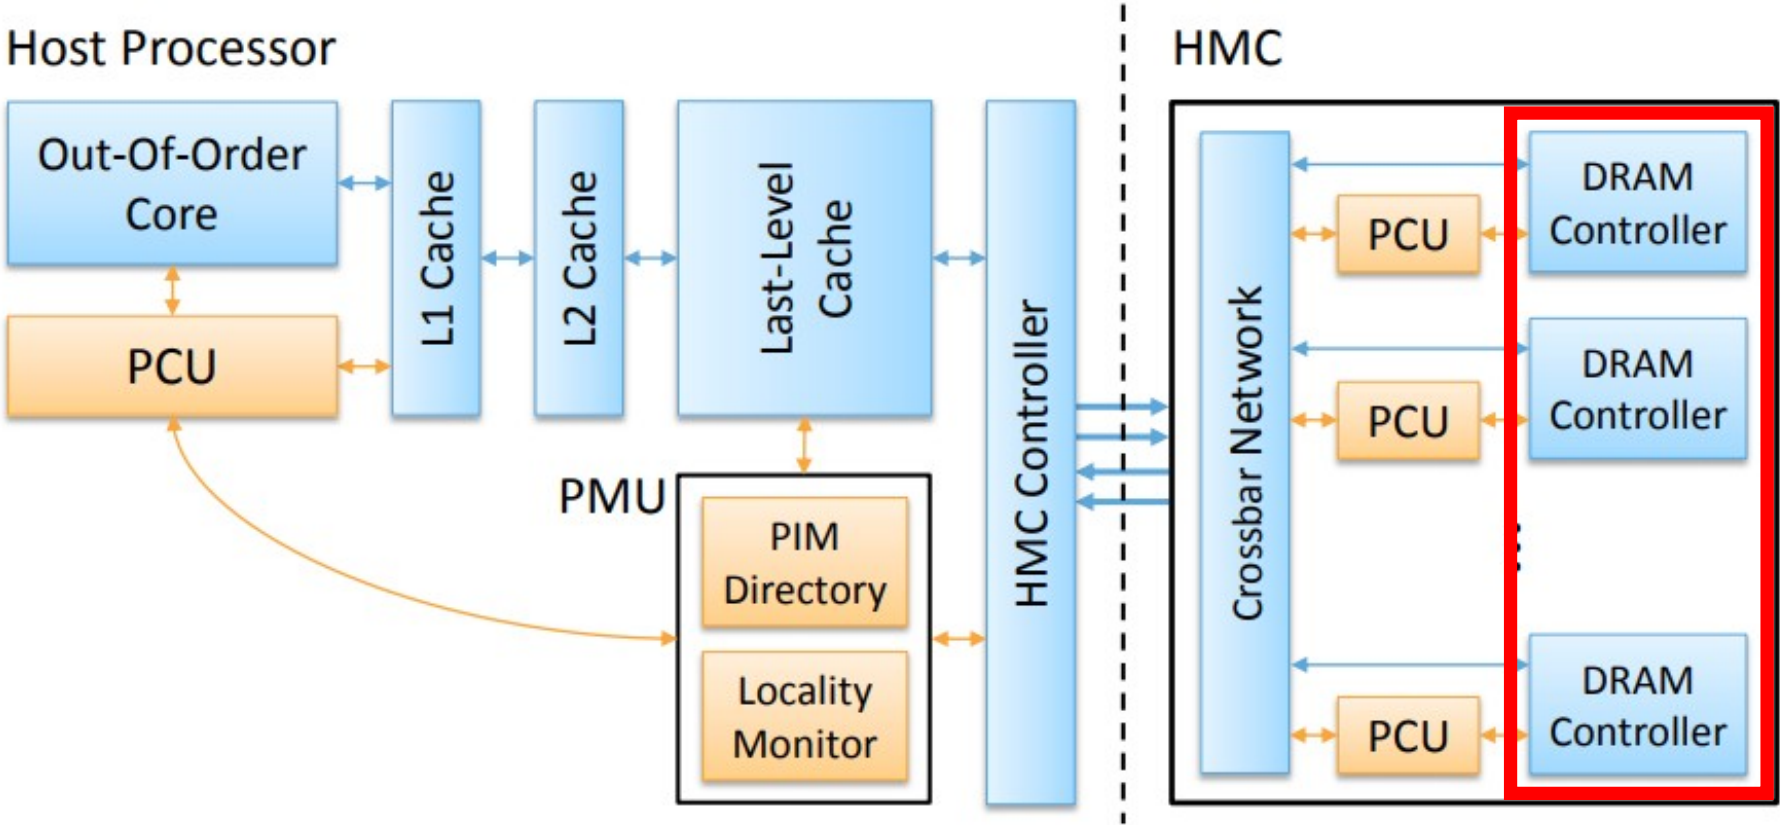 Host Processor
HMC
Out-Of-Order
Core
PCU
L1 Cache
L2 Cache
Last-Level
Cache
PMU
PIM
Directory
Locality
Monitor
HMC Controller
Crossbar Network
PCU
DRAM
Controller
PCU
DRAM
Controller
PCU
DRAM
Controller